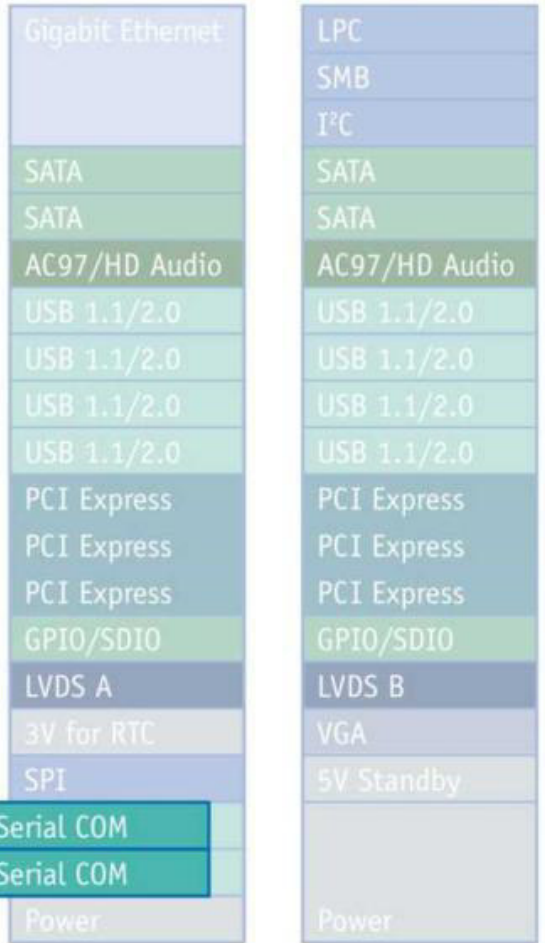 Gigabit Ethernet
SATA
SATA
AC97/HD Audio
USB 1.1/2.0
USB 1.1/2.0
USB 1.1/2.0
USB 1.1/2.0
PCI Express
PCI Express
PCI Express
GPIO/SDIO
LVDS A
3V for RTC
SPI
Serial COM
Serial COM
Power
LPC
SMB
I²C
SATA
SATA
AC97/HD Audio
USB 1.1/2.0
USB 1.1/2.0
USB 1.1/2.0
USB 1.1/2.0
PCI Express
PCI Express
PCI Express
GPIO/SDIO
LVDS B
VGA
5V Standby
Power